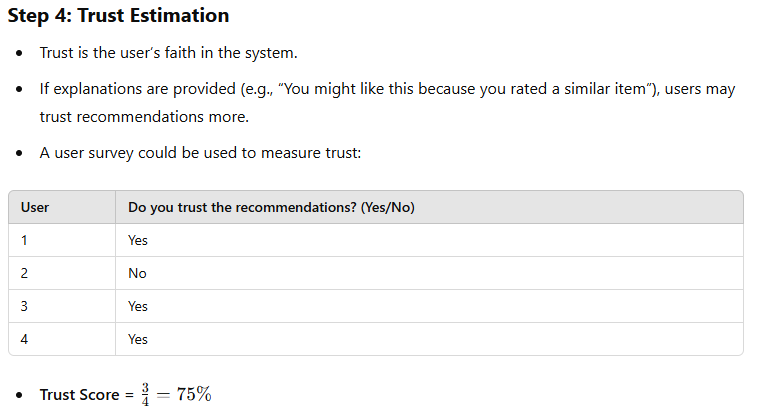 Step 4: Trust Estimation
• Trust is the user's faith in the system.
• If explanations are provided (e.g., "You might like this because you rated a similar item"), users may
trust recommendations more.
• A user survey could be used to measure trust:
User Do you trust the recommendations? (Yes/No)
1 Yes
2 No
3 Yes
4 Yes
• Trust Score = 3/4 = 75%